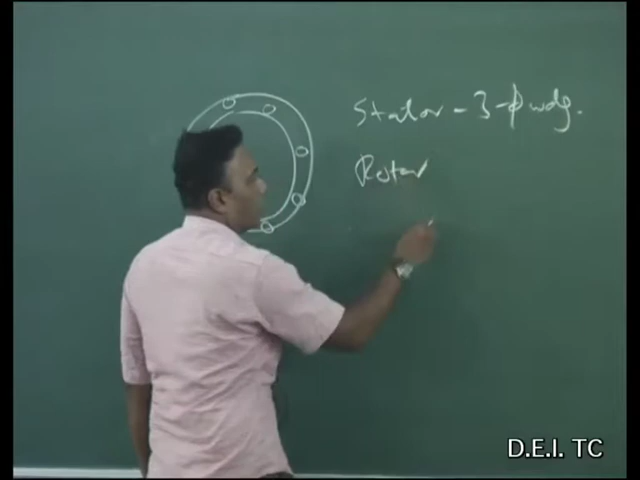 Stator - 3-ϕ wdg.
Rotor
D.E.I. TC